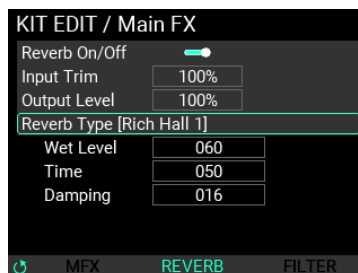 KIT EDIT / Main FX
Reverb On/Off
Input Trim 100%
Output Level 100%
Reverb Type [Rich Hall 1]
Wet Level 060
Time 050
Damping 016
MFX REVERB FILTER